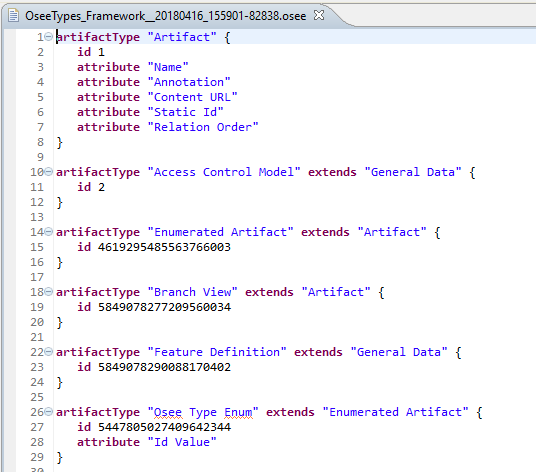 OseeTypes_Framework__20180416_155901-82838.osee
1 artifactType "Artifact" {
2 id 1
3 attribute "Name"
4 attribute "Annotation"
5 attribute "Content URL"
6 attribute "Static Id"
7 attribute "Relation Order"
8 }
9
10 artifactType "Access Control Model" extends "General Data" {
11 id 2
12 }
13
14 artifactType "Enumerated Artifact" extends "Artifact" {
15 id 4619295485563766003
16 }
17
18 artifactType "Branch View" extends "Artifact" {
19 id 5849078277209560034
20 }
21
22 artifactType "Feature Definition" extends "General Data" {
23 id 5849078290088170402
24 }
25
26 artifactType "Osee Type Enum" extends "Enumerated Artifact" {
27 id 5447805027409642344
28 attribute "Id Value"
29 }
30